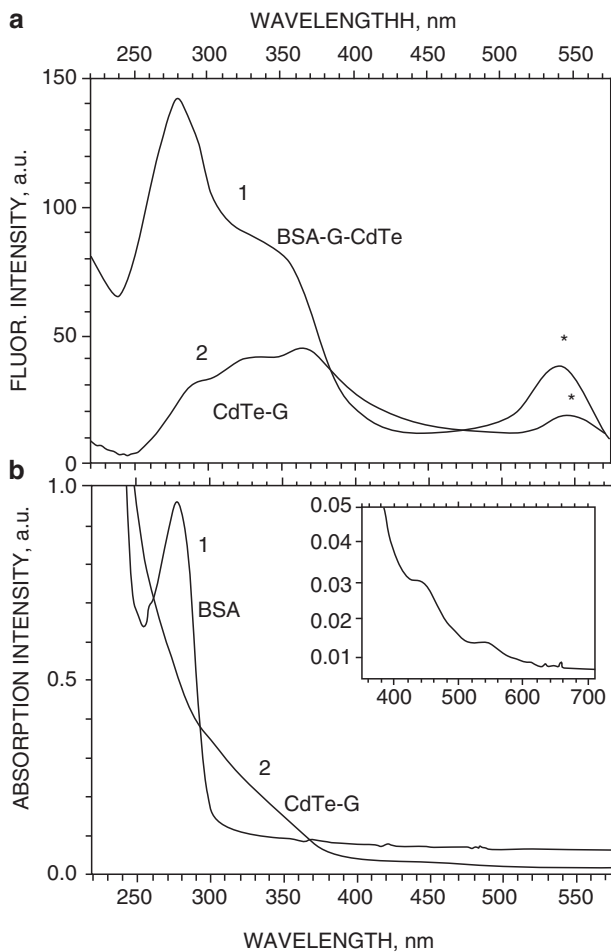 a
WAVELENGTHH, nm
250 300 350 400 450 500 550
150
100
50
0
FLUOR. INTENSITY, a.u.
1
BSA-G-CdTe
2
CdTe-G
*
*
b
1.0
0.5
0.0
ABSORPTION INTENSITY, a.u.
1
BSA
2
CdTe-G
0.05
0.04
0.03
0.02
0.01
400 500 600 700
250 300 350 400 450 500 550
WAVELENGTH, nm